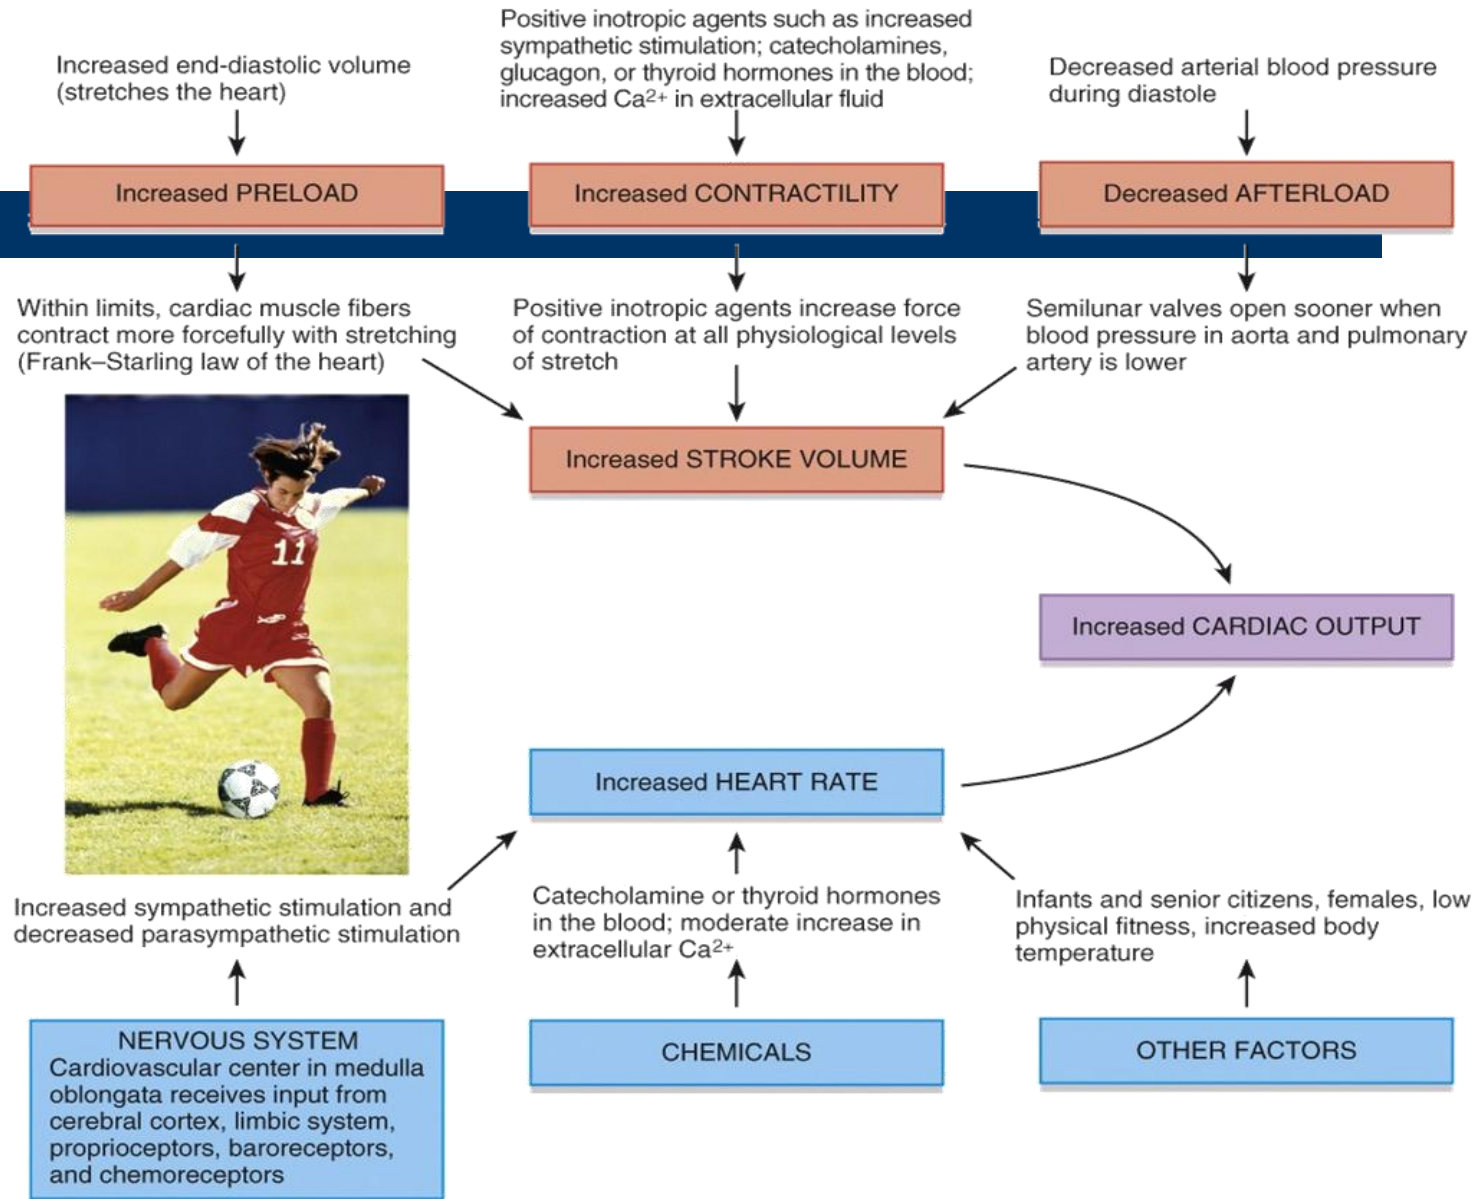 Increased end-diastolic volume
(stretches the heart)
Positive inotropic agents such as increased
sympathetic stimulation; catecholamines,
glucagon, or thyroid hormones in the blood;
increased Ca²⁺ in extracellular fluid
Decreased arterial blood pressure
during diastole
Increased PRELOAD
Increased CONTRACTILITY
Decreased AFTERLOAD
Within limits, cardiac muscle fibers
contract more forcefully with stretching
(Frank–Starling law of the heart)
Positive inotropic agents increase force
of contraction at all physiological levels
of stretch
Semilunar valves open sooner when
blood pressure in aorta and pulmonary
artery is lower
Increased STROKE VOLUME
11
Increased CARDIAC OUTPUT
Increased HEART RATE
Increased sympathetic stimulation and
decreased parasympathetic stimulation
Catecholamine or thyroid hormones
in the blood; moderate increase in
extracellular Ca²⁺
Infants and senior citizens, females, low
physical fitness, increased body
temperature
NERVOUS SYSTEM
Cardiovascular center in medulla
oblongata receives input from
cerebral cortex, limbic system,
proprioceptors, baroreceptors,
and chemoreceptors
CHEMICALS
OTHER FACTORS